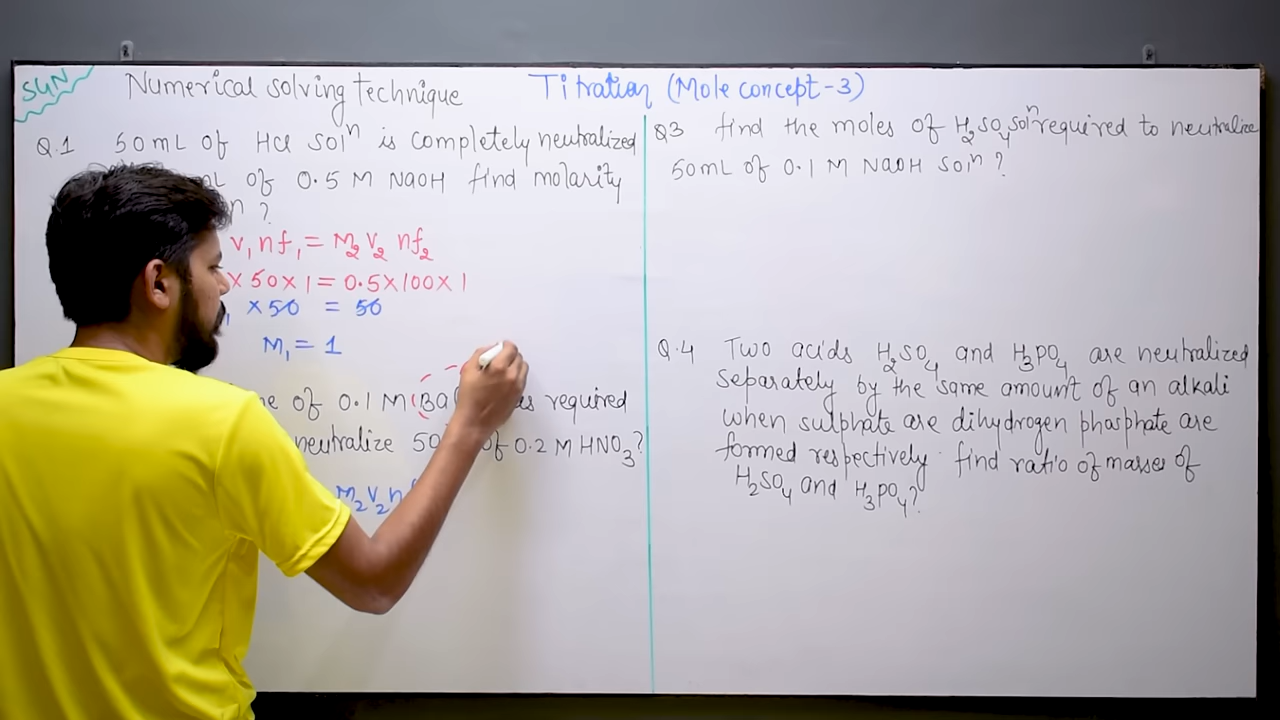 SGN
Numerical solving technique
Titration (Mole concept-3)
Q.1 50mL of HCl solⁿ is completely neutralized
of 0.5 M NaOH find molarity
?
V₁ nf₁ = M₂ V₂ nf₂
× 50 × 1 = 0.5 × 100 × 1
× 50 = 50
M₁ = 1
of 0.1 M required
neutralize 50 of 0.2 M HNO₃?
M₂ V₂
Q3 find the moles of H₂SO₄ solⁿ required to neutralize
50mL of 0.1 M NaOH solⁿ ?
Q.4 Two acids H₂SO₄ and H₃PO₄ are neutralized
separately by the same amount of an alkali
when sulphate are dihydrogen phosphate are
formed respectively. find ratio of masses of
H₂SO₄ and H₃PO₄?